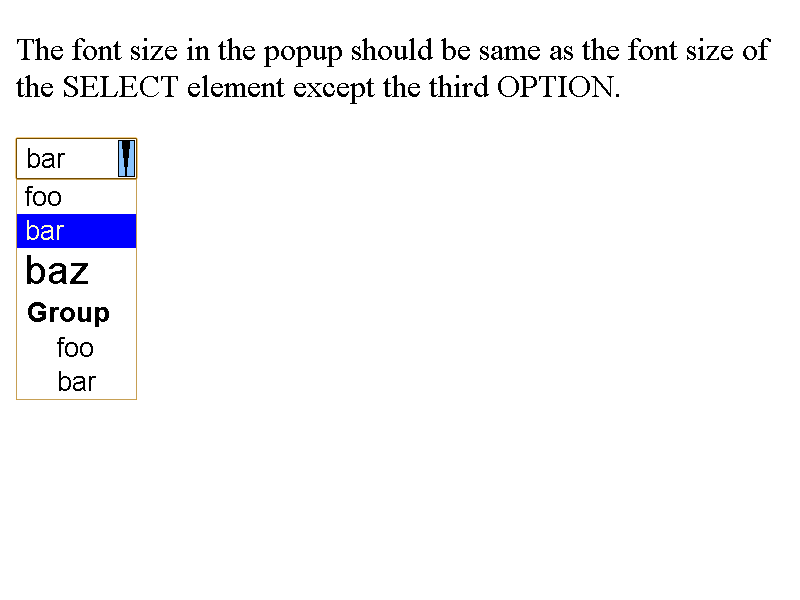 The font size in the popup should be same as the font size of
the SELECT element except the third OPTION.
bar
foo
bar
baz
Group
foo
bar